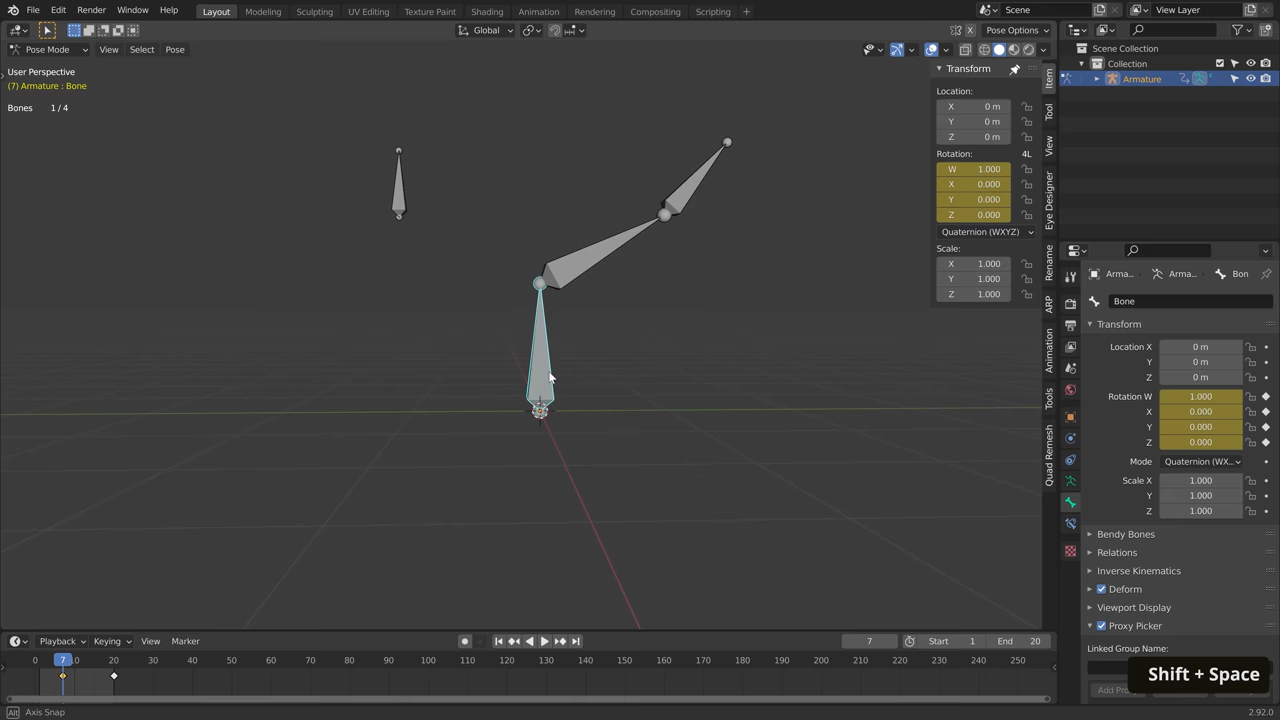 File Edit Render Window Help Layout Modeling Sculpting UV Editing Texture Paint Shading Animation Rendering Compositing Scripting Scene View Layer
Global X Pose Options
Pose Mode View Select Pose
User Perspective
(7) Armature : Bone
Bones 1 / 4
Transform
Location:
X 0 m
Y 0 m
Z 0 m
Rotation: 4L
W 1.000
X 0.000
Y 0.000
Z 0.000
Quaternion (WXYZ)
Scale:
X 1.000
Y 1.000
Z 1.000
Item
Tool
View
Eye Designer
Rename
ARP
Animation
Tools
Quad Remesh
Scene Collection
Collection
Armature
Arma... Arma... Bon
Bone
Transform
Location X 0 m
Y 0 m
Z 0 m
Rotation W 1.000
X 0.000
Y 0.000
Z 0.000
Mode Quaternion (WX...
Scale X 1.000
Y 1.000
Z 1.000
Bendy Bones
Relations
Inverse Kinematics
Deform
Viewport Display
Proxy Picker
Linked Group Name:
Add Pro
Shift + Space
Playback Keying View Marker 7 Start 1 End 20
0 7 10 20 30 40 50 60 70 80 90 100 110 120 130 140 150 160 170 180 190 200 210 220 230 240 250
Alt Axis Snap 2.92.0